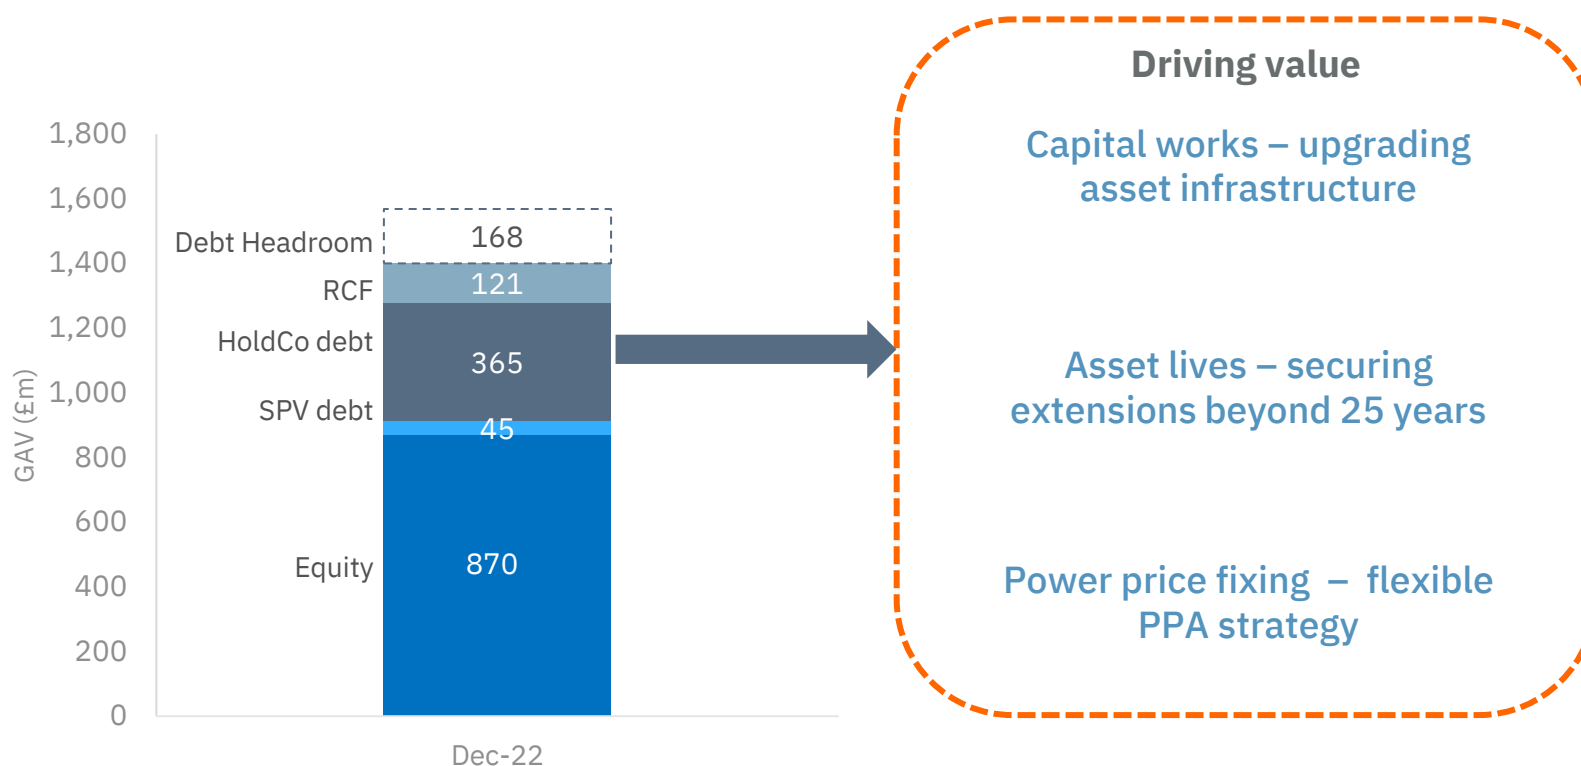 1,800
1,600
1,400
1,200
1,000
800
600
400
200
0
GAV (£m)
Debt Headroom
RCF
HoldCo debt
SPV debt
Equity
168
121
365
45
870
Dec-22
Driving value
Capital works – upgrading
asset infrastructure
Asset lives – securing
extensions beyond 25 years
Power price fixing – flexible
PPA strategy